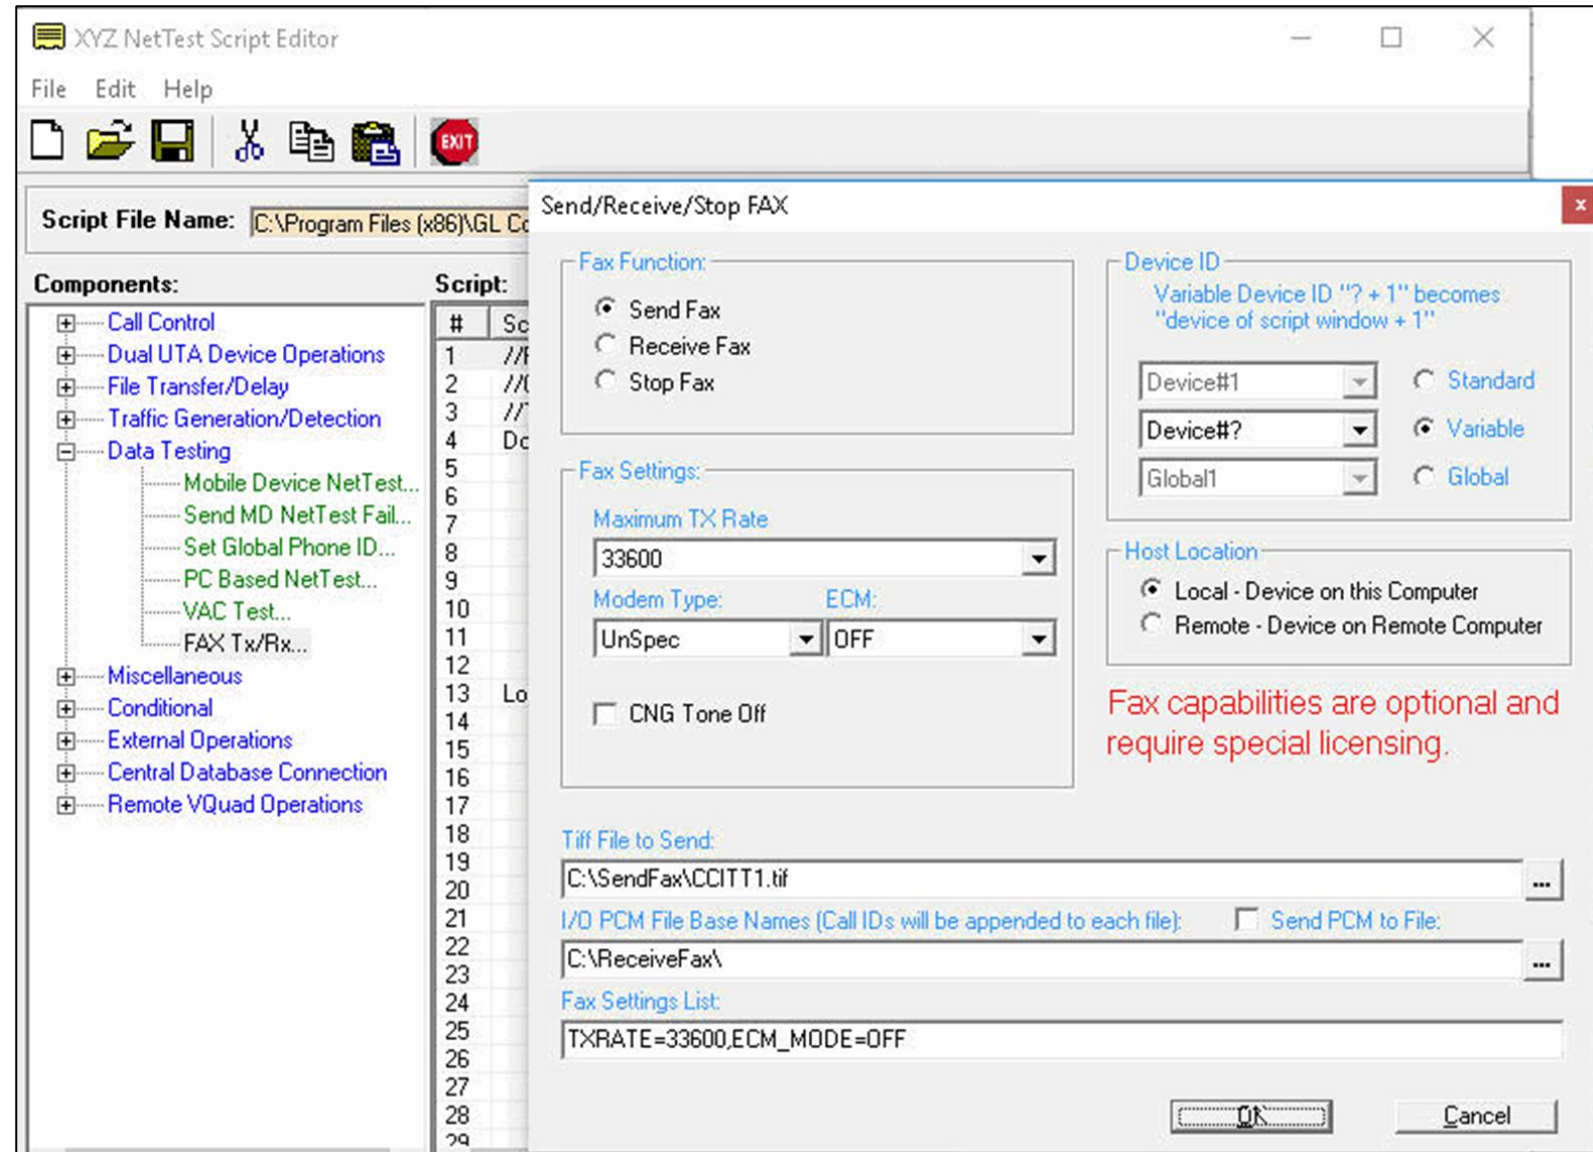 XYZ NetTest Script Editor
File Edit Help
EXIT
Script File Name: C:\Program Files (x86)\GL
Components:
Call Control
Dual UTA Device Operations
File Transfer/Delay
Traffic Generation/Detection
Data Testing
Mobile Device NetTest...
Send MD NetTest Fail...
Set Global Phone ID...
PC Based NetTest...
VAC Test...
FAX Tx/Rx...
Miscellaneous
Conditional
External Operations
Central Database Connection
Remote VQuad Operations
Script:
# Sc
1
2
3
4 Do
5
6
7
8
9
10
11
12
13 Lo
14
15
16
17
18
19
20
21
22
23
24
25
26
27
28
29
Send/Receive/Stop FAX
x
Fax Function:
Send Fax
Receive Fax
Stop Fax
Fax Settings:
Maximum TX Rate
33600
Modem Type: ECM:
UnSpec OFF
CNG Tone Off
Device ID
Variable Device ID "? + 1" becomes
"device of script window + 1"
Device#1 Standard
Device#? Variable
Global1 Global
Host Location
Local - Device on this Computer
Remote - Device on Remote Computer
Fax capabilities are optional and
require special licensing.
Tiff File to Send:
C:\SendFax\CCITT1.tif ...
I/O PCM File Base Names (Call IDs will be appended to each file): Send PCM to File:
C:\ReceiveFax\ ...
Fax Settings List:
TXRATE=33600,ECM_MODE=OFF
OK Cancel